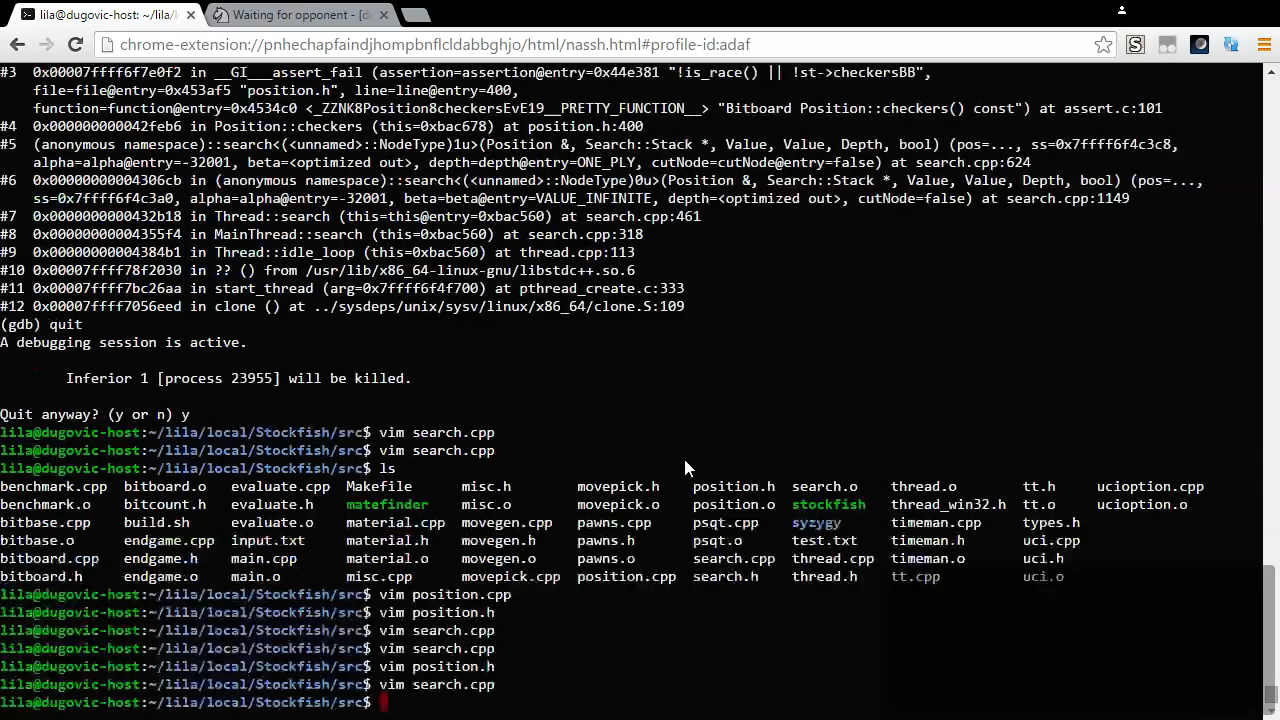 lila@dugovic-host: ~/lila/l
Waiting for opponent - [d
chrome-extension://pnhechapfaindjhompbnflcldabbghjo/html/nassh.html#profile-id:adaf
#3 0x00007ffff6f7e0f2 in __GI___assert_fail (assertion=assertion@entry=0x44e381 "!is_race() || !st->checkersBB",
file=file@entry=0x453af5 "position.h", line=line@entry=400,
function=function@entry=0x4534c0 <_ZZNK8Position8checkersEvE19__PRETTY_FUNCTION__> "Bitboard Position::checkers() const") at assert.c:101
#4 0x000000000042feb6 in Position::checkers (this=0xbac678) at position.h:400
#5 (anonymous namespace)::search<(<unnamed>::NodeType)1u>(Position &, Search::Stack *, Value, Value, Depth, bool) (pos=..., ss=0x7ffff6f4c3c8,
alpha=alpha@entry=-32001, beta=<optimized out>, depth=depth@entry=ONE_PLY, cutNode=cutNode@entry=false) at search.cpp:624
#6 0x00000000004306cb in (anonymous namespace)::search<(<unnamed>::NodeType)0u>(Position &, Search::Stack *, Value, Value, Depth, bool) (pos=...,
ss=0x7ffff6f4c3a0, alpha=alpha@entry=-32001, beta=beta@entry=VALUE_INFINITE, depth=<optimized out>, cutNode=false) at search.cpp:1149
#7 0x0000000000432b18 in Thread::search (this=this@entry=0xbac560) at search.cpp:461
#8 0x00000000004355f4 in MainThread::search (this=0xbac560) at search.cpp:318
#9 0x00000000004384b1 in Thread::idle_loop (this=0xbac560) at thread.cpp:113
#10 0x00007ffff78f2030 in ?? () from /usr/lib/x86_64-linux-gnu/libstdc++.so.6
#11 0x00007ffff7bc26aa in start_thread (arg=0x7ffff6f4f700) at pthread_create.c:333
#12 0x00007ffff7056eed in clone () at ../sysdeps/unix/sysv/linux/x86_64/clone.S:109
(gdb) quit
A debugging session is active.
Inferior 1 [process 23955] will be killed.
Quit anyway? (y or n) y
lila@dugovic-host:~/lila/local/Stockfish/src$ vim search.cpp
lila@dugovic-host:~/lila/local/Stockfish/src$ vim search.cpp
lila@dugovic-host:~/lila/local/Stockfish/src$ ls
benchmark.cpp bitboard.o evaluate.cpp Makefile misc.h movepick.h position.h search.o thread.o tt.h ucioption.cpp
benchmark.o bitcount.h evaluate.h matefinder misc.o movepick.o position.o stockfish thread_win32.h tt.o ucioption.o
bitbase.cpp build.sh evaluate.o material.cpp movegen.cpp pawns.cpp psqt.cpp syzygy timeman.cpp types.h
bitbase.o endgame.cpp input.txt material.h movegen.h pawns.h psqt.o test.txt timeman.h uci.cpp
bitboard.cpp endgame.h main.cpp material.o movegen.o pawns.o search.cpp thread.cpp timeman.o uci.h
bitboard.h endgame.o main.o misc.cpp movepick.cpp position.cpp search.h thread.h tt.cpp uci.o
lila@dugovic-host:~/lila/local/Stockfish/src$ vim position.cpp
lila@dugovic-host:~/lila/local/Stockfish/src$ vim position.h
lila@dugovic-host:~/lila/local/Stockfish/src$ vim search.cpp
lila@dugovic-host:~/lila/local/Stockfish/src$ vim search.cpp
lila@dugovic-host:~/lila/local/Stockfish/src$ vim position.h
lila@dugovic-host:~/lila/local/Stockfish/src$ vim search.cpp
lila@dugovic-host:~/lila/local/Stockfish/src$